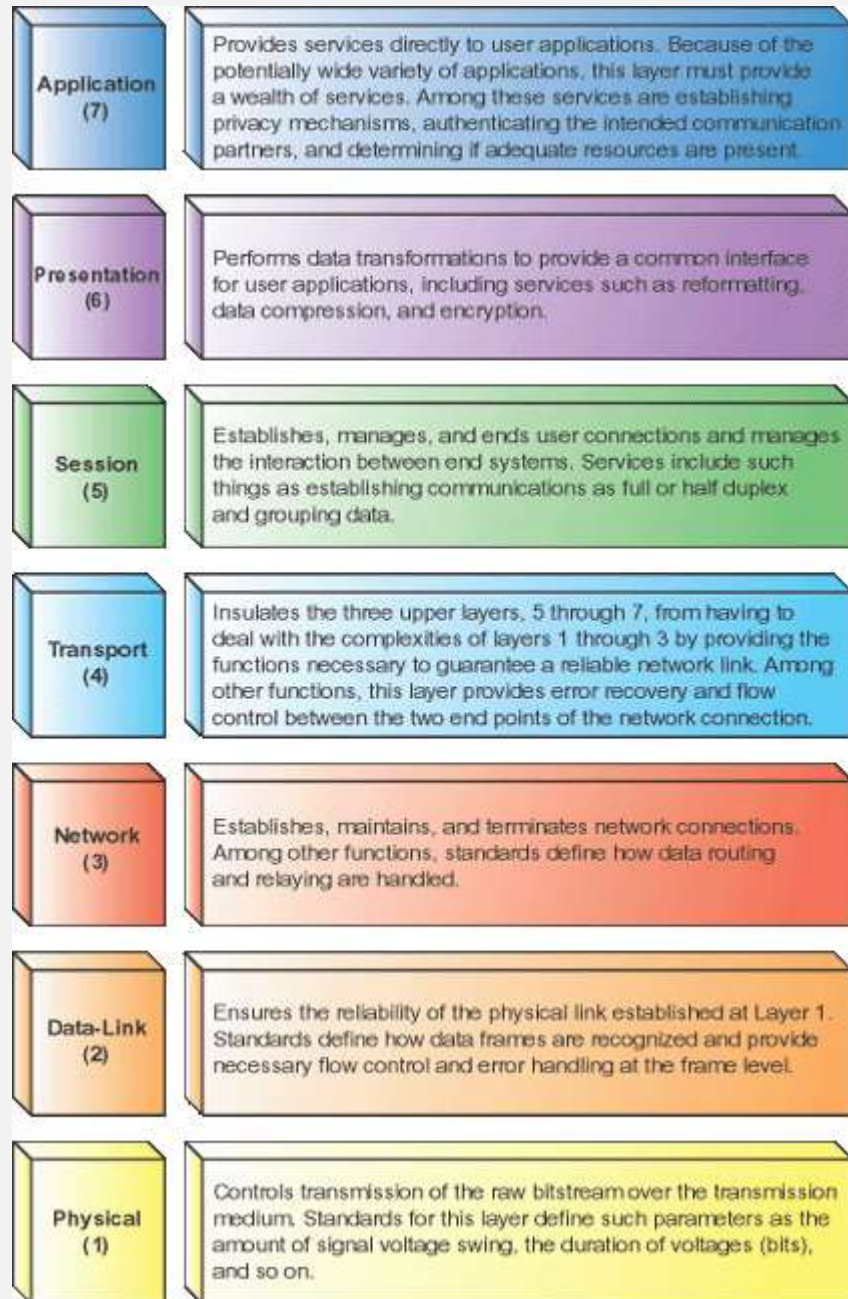 Application
(7)
Provides services directly to user applications. Because of the
potentially wide variety of applications, this layer must provide
a wealth of services. Among these services are establishing
privacy mechanisms, authenticating the intended communication
partners, and determining if adequate resources are present.
Presentation
(6)
Performs data transformations to provide a common interface
for user applications, including services such as reformatting,
data compression, and encryption.
Session
(5)
Establishes, manages, and ends user connections and manages
the interaction between end systems. Services include such
things as establishing communications as full or half duplex
and grouping data.
Transport
(4)
Insulates the three upper layers, 5 through 7, from having to
deal with the complexities of layers 1 through 3 by providing the
functions necessary to guarantee a reliable network link. Among
other functions, this layer provides error recovery and flow
control between the two end points of the network connection.
Network
(3)
Establishes, maintains, and terminates network connections.
Among other functions, standards define how data routing
and relaying are handled.
Data-Link
(2)
Ensures the reliability of the physical link established at Layer 1.
Standards define how data frames are recognized and provide
necessary flow control and error handling at the frame level.
Physical
(1)
Controls transmission of the raw bitstream over the transmission
medium. Standards for this layer define such parameters as the
amount of signal voltage swing, the duration of voltages (bits),
and so on.